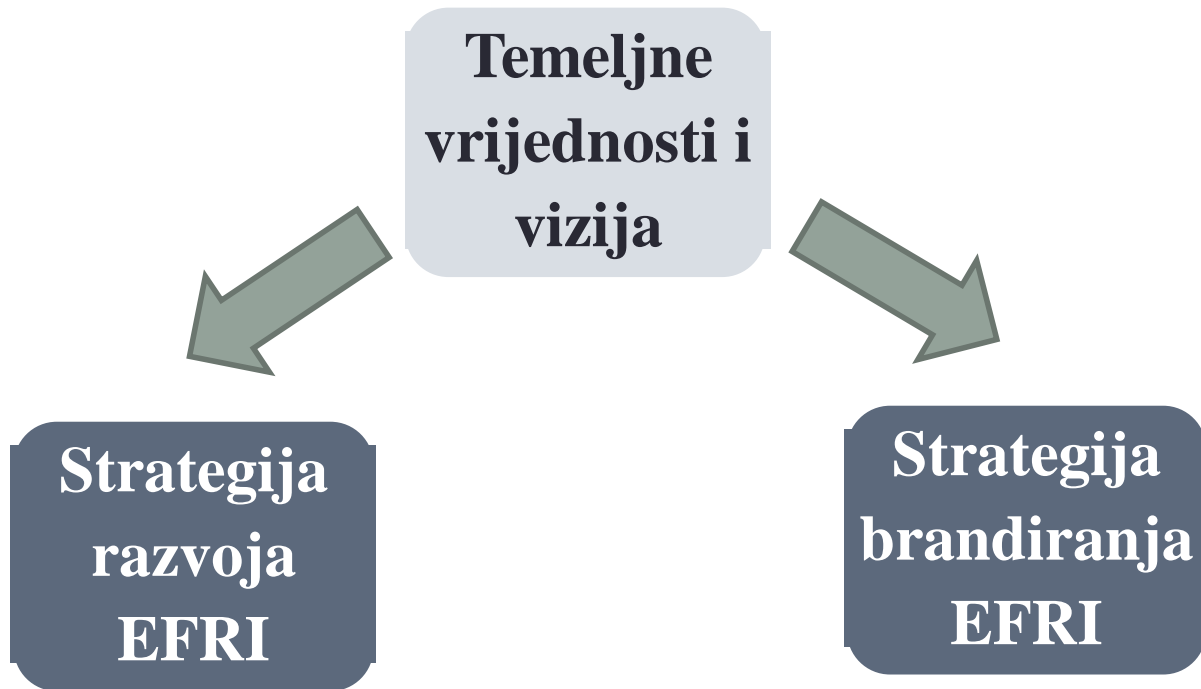 Temeljne
vrijednosti i
vizija
Strategija
razvoja
EFRI
Strategija
brandiranja
EFRI